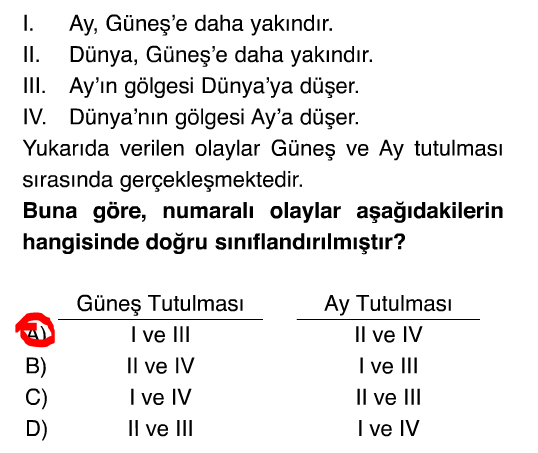 I. Ay, Güneş’e daha yakındır.
II. Dünya, Güneş’e daha yakındır.
III. Ay’ın gölgesi Dünya’ya düşer.
IV. Dünya’nın gölgesi Ay’a düşer.
Yukarıda verilen olaylar Güneş ve Ay tutulması
sırasında gerçekleşmektedir.
Buna göre, numaralı olaylar aşağıdakilerin
hangisinde doğru sınıflandırılmıştır?
Güneş Tutulması Ay Tutulması
A) I ve III II ve IV
B) II ve IV I ve III
C) I ve IV II ve III
D) II ve III I ve IV